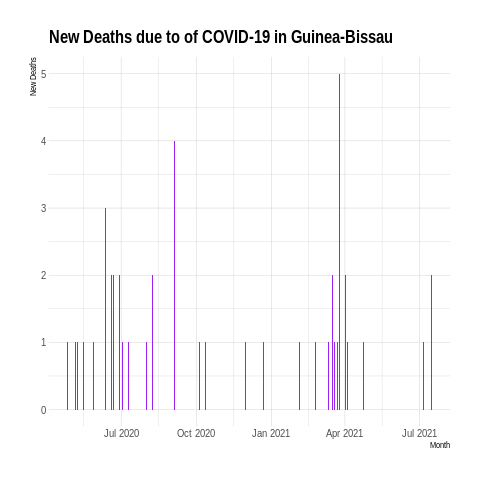 New Deaths due to of COVID-19 in Guinea-Bissau
New Deaths
5
4
3
2
1
0
Jul 2020 Oct 2020 Jan 2021 Apr 2021 Jul 2021
Month